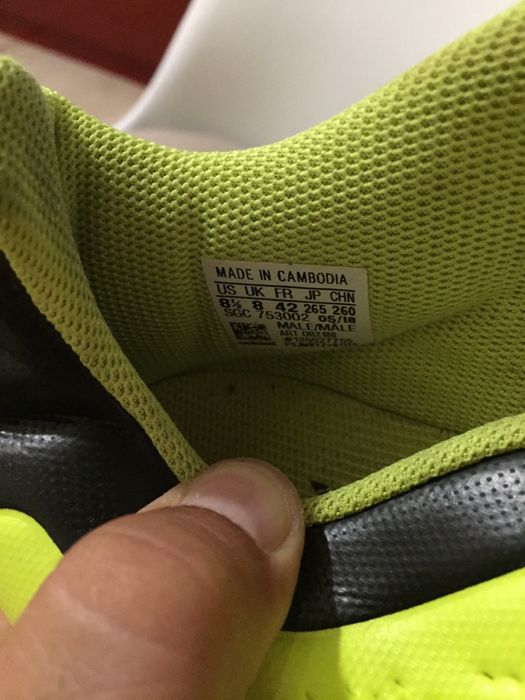 MADE IN CAMBODIA
US UK FR JP CHN
8½ 8 42 265 260
SGC 753002 05/18
MALE/MÂLE